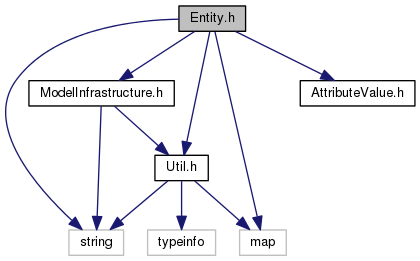 Entity.h
ModelInfrastructure.h
AttributeValue.h
Util.h
string
typeinfo
map